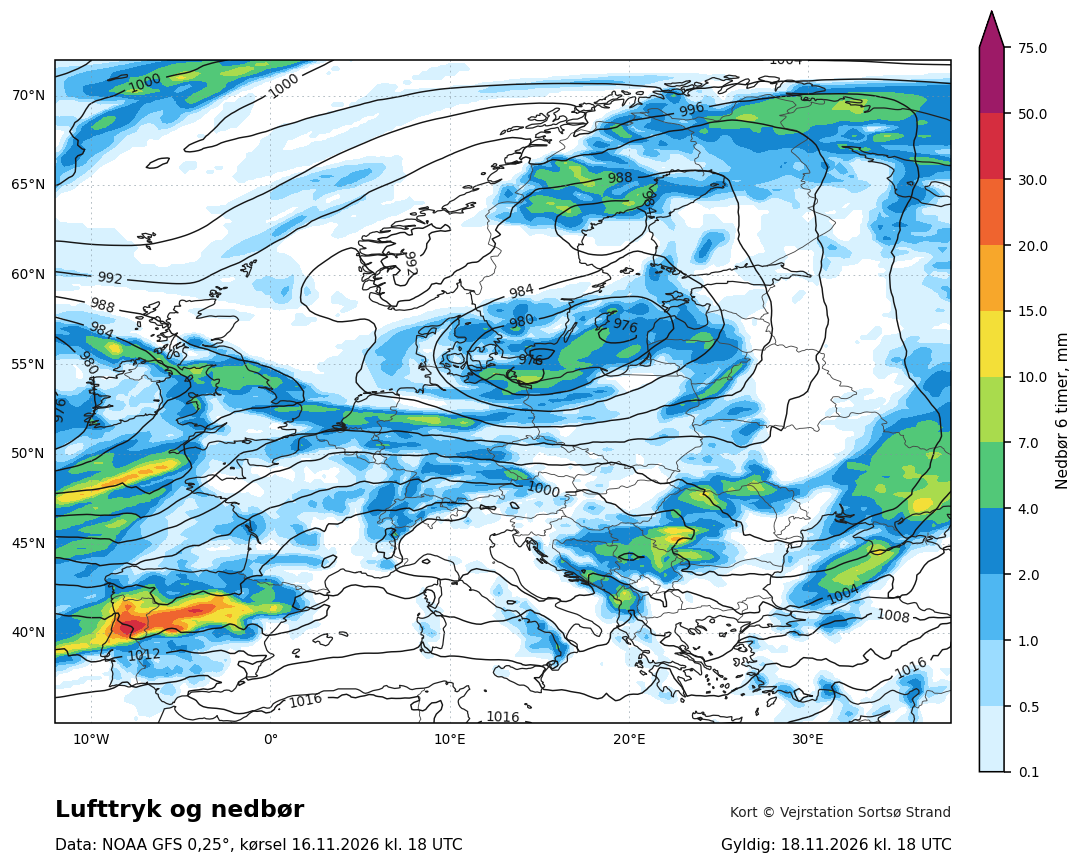 1000
1000
1004
996
988
984
992
992
988
984
980
976
984
980
976
976
1000
1004
1008
1012
1016
1016
1016
70°N
65°N
60°N
55°N
50°N
45°N
40°N
10°W
0°
10°E
20°E
30°E
75.0
50.0
30.0
20.0
15.0
10.0
7.0
4.0
2.0
1.0
0.5
0.1
Nedbør 6 timer, mm
Lufttryk og nedbør
Kort © Vejrstation Sortsø Strand
Data: NOAA GFS 0,25°, kørsel 16.11.2026 kl. 18 UTC
Gyldig: 18.11.2026 kl. 18 UTC